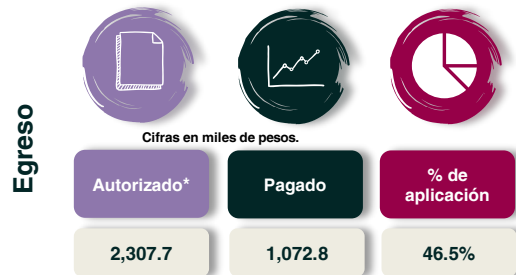 Egreso
Cifras en miles de pesos.
Autorizado*
Pagado
% de
aplicación
2,307.7
1,072.8
46.5%